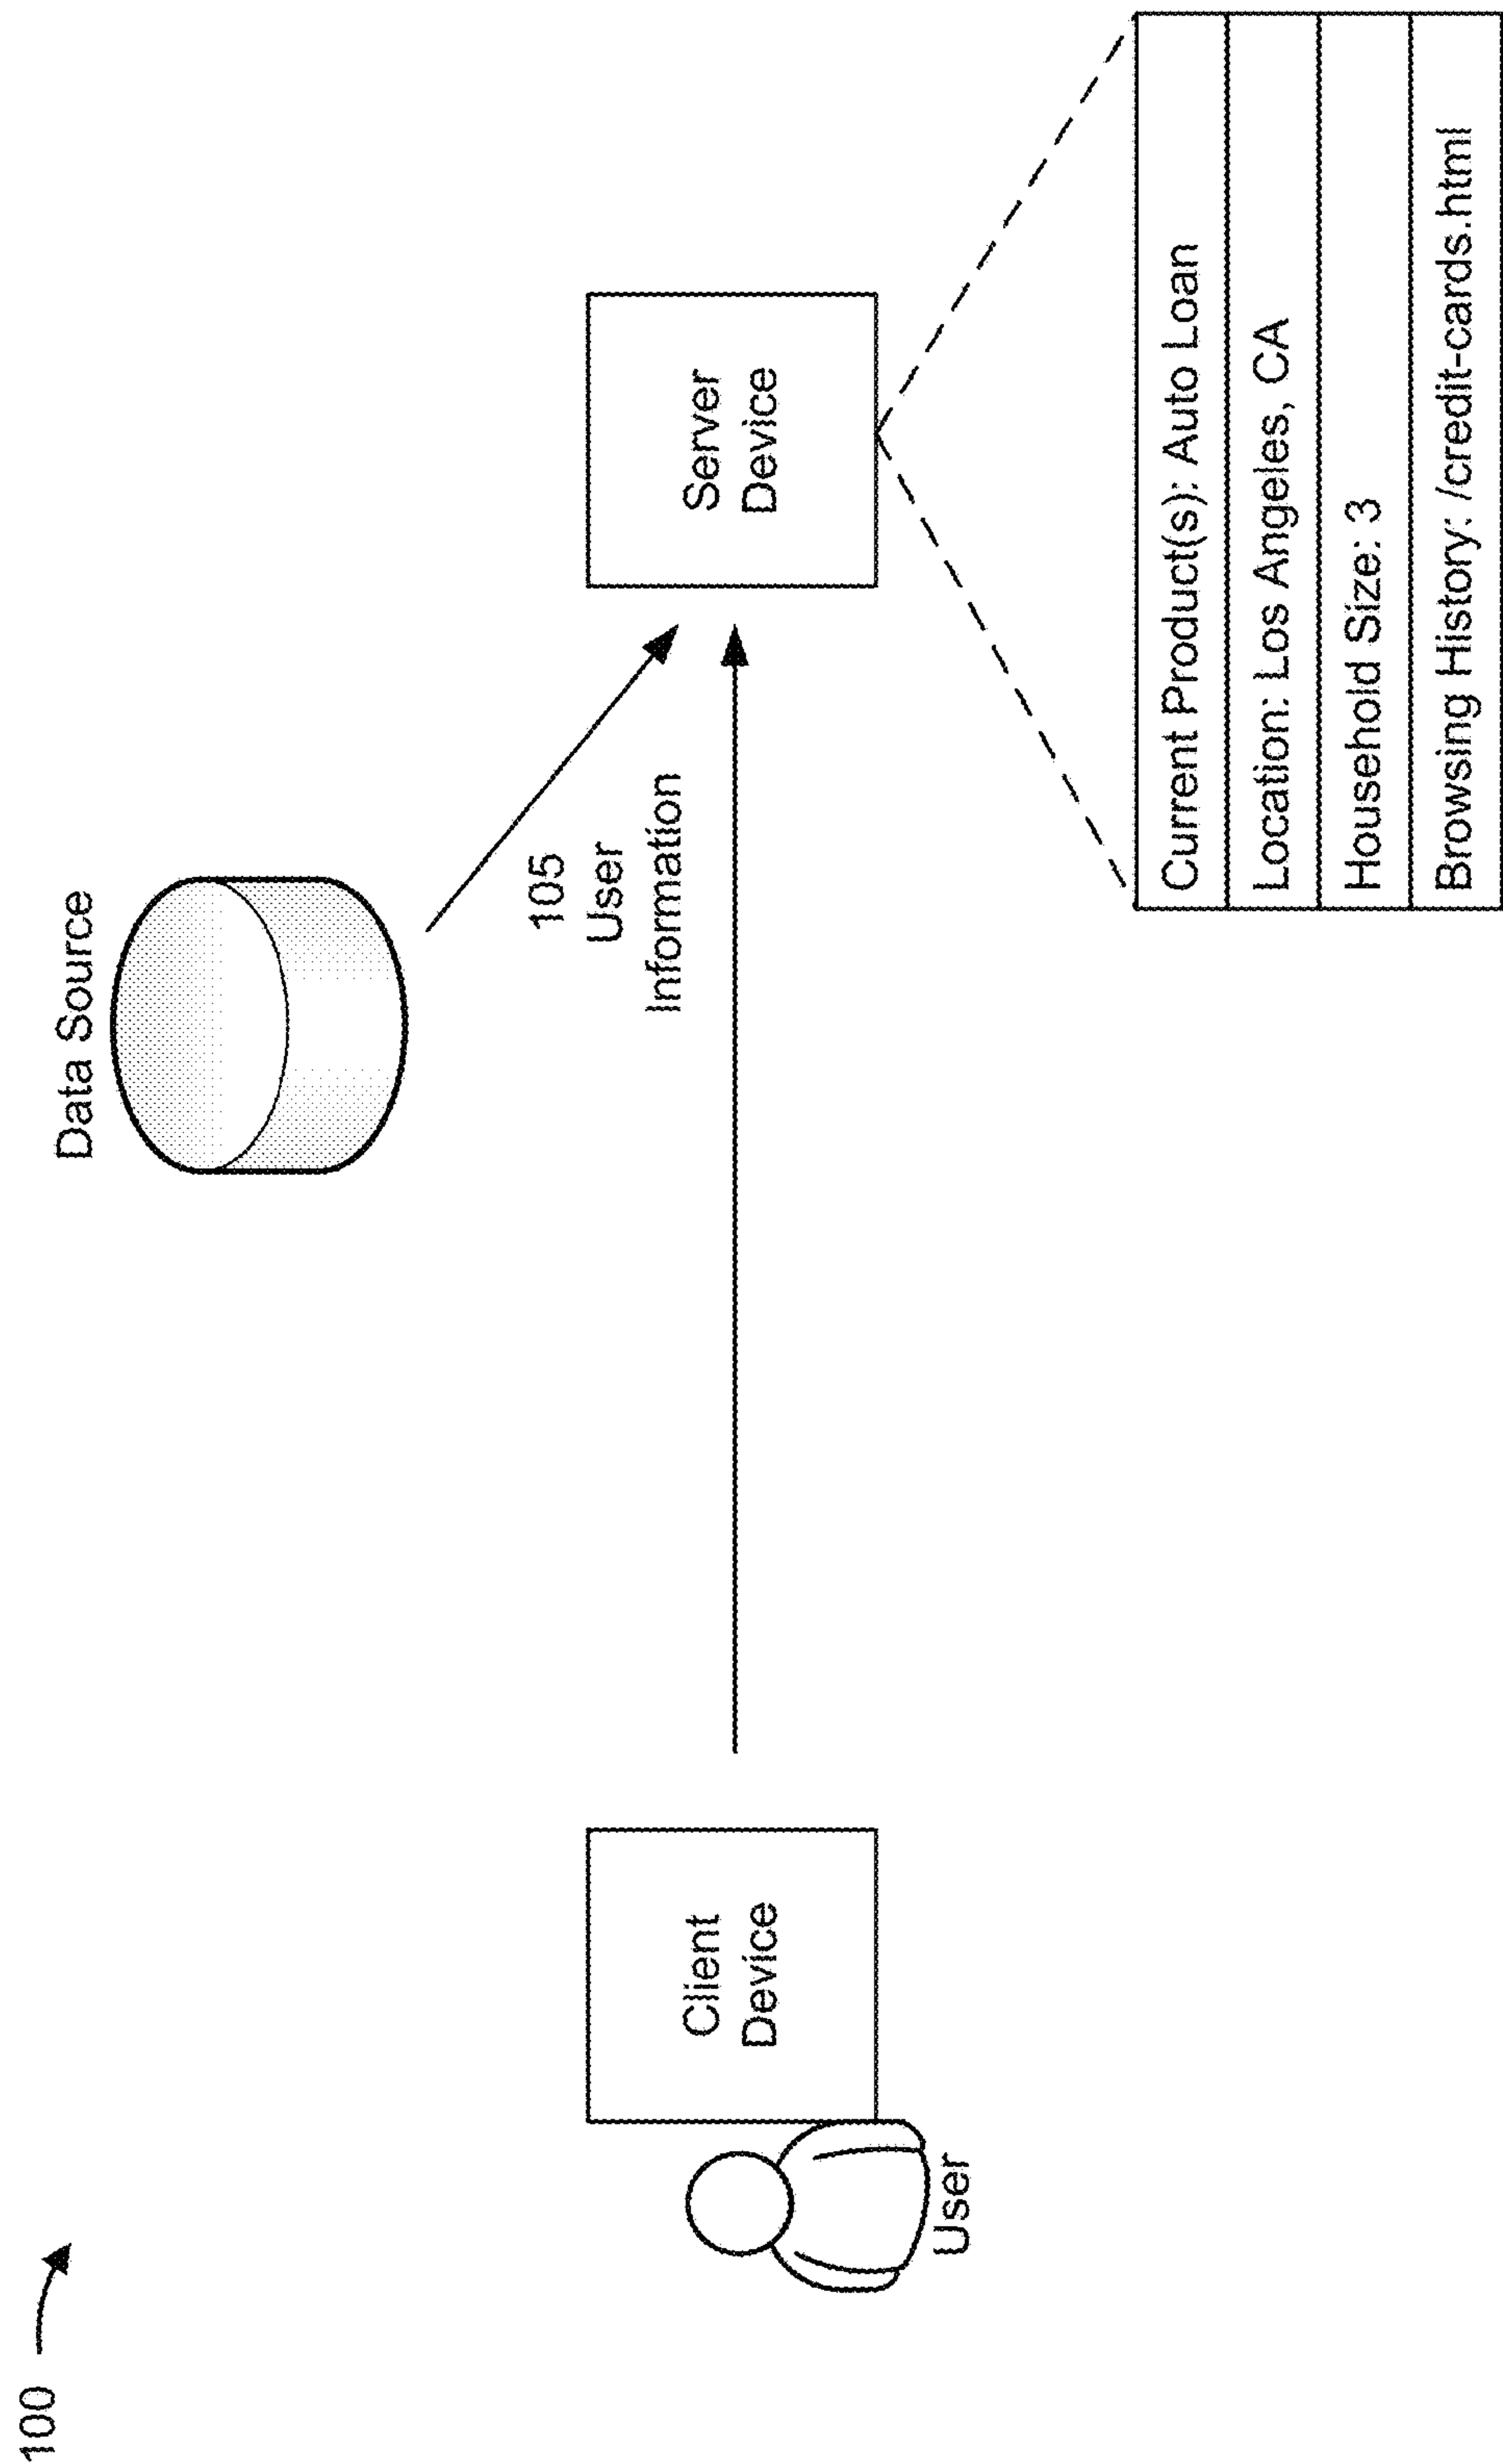 100
Data Source
105
User
Information
Client
Device
User
Server
Device
Current Product(s): Auto Loan
Location: Los Angeles, CA
Household Size: 3
Browsing History: /credit-cards.html